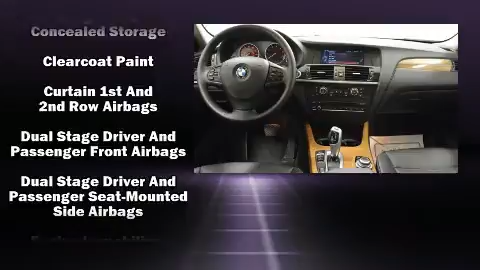 Concealed Storage
Clearcoat Paint
Curtain 1st And
2nd Row Airbags
Dual Stage Driver And
Passenger Front Airbags
Dual Stage Driver And
Passenger Seat-Mounted
Side Airbags